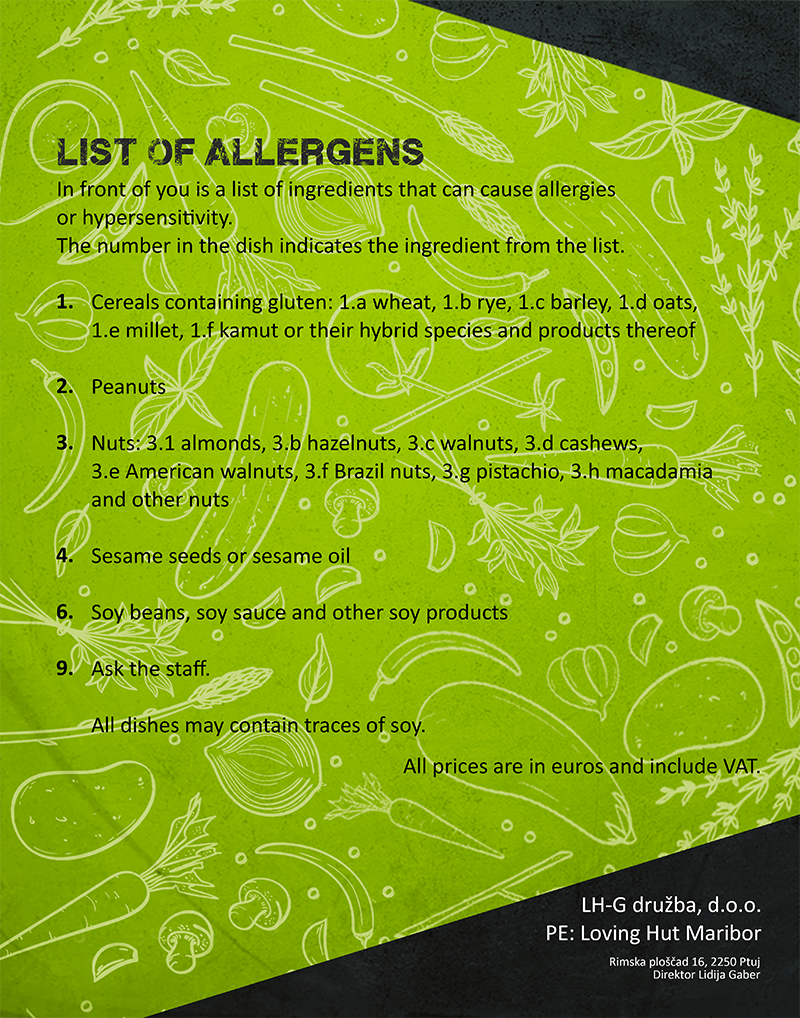 LIST OF ALLERGENS
In front of you is a list of ingredients that can cause allergies
or hypersensitivity.
The number in the dish indicates the ingredient from the list.
1. Cereals containing gluten: 1.a wheat, 1.b rye, 1.c barley, 1.d oats,
1.e millet, 1.f kamut or their hybrid species and products thereof
2. Peanuts
3. Nuts: 3.1 almonds, 3.b hazelnuts, 3.c walnuts, 3.d cashews,
3.e American walnuts, 3.f Brazil nuts, 3.g pistachio, 3.h macadamia
and other nuts
4. Sesame seeds or sesame oil
6. Soy beans, soy sauce and other soy products
9. Ask the staff.
All dishes may contain traces of soy.
All prices are in euros and include VAT.
LH-G družba, d.o.o.
PE: Loving Hut Maribor
Rimska ploščad 16, 2250 Ptuj
Direktor Lidija Gaber